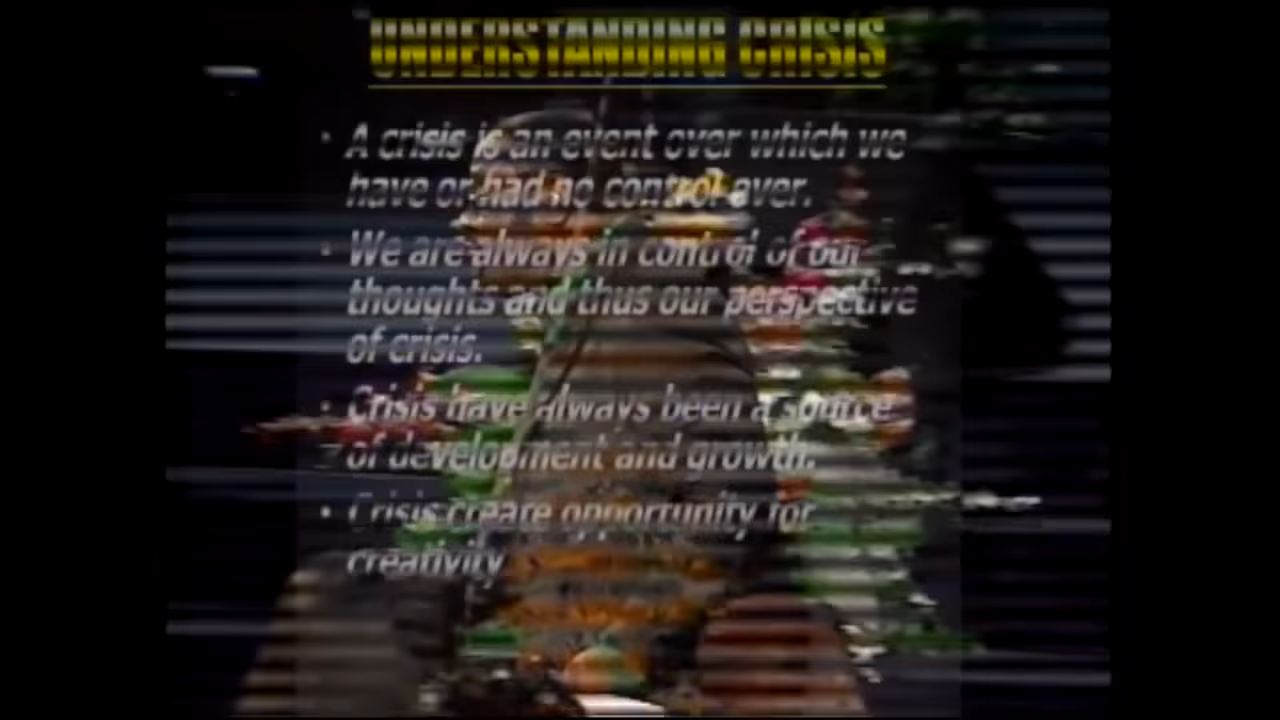 UNDERSTANDING CRISIS
· A crisis is an event over which we
have or had no control over.
· We are always in control of our
thoughts and thus our perspective
of crisis.
· Crisis have always been a source
of development and growth.
· Crisis create opportunity for
creativity